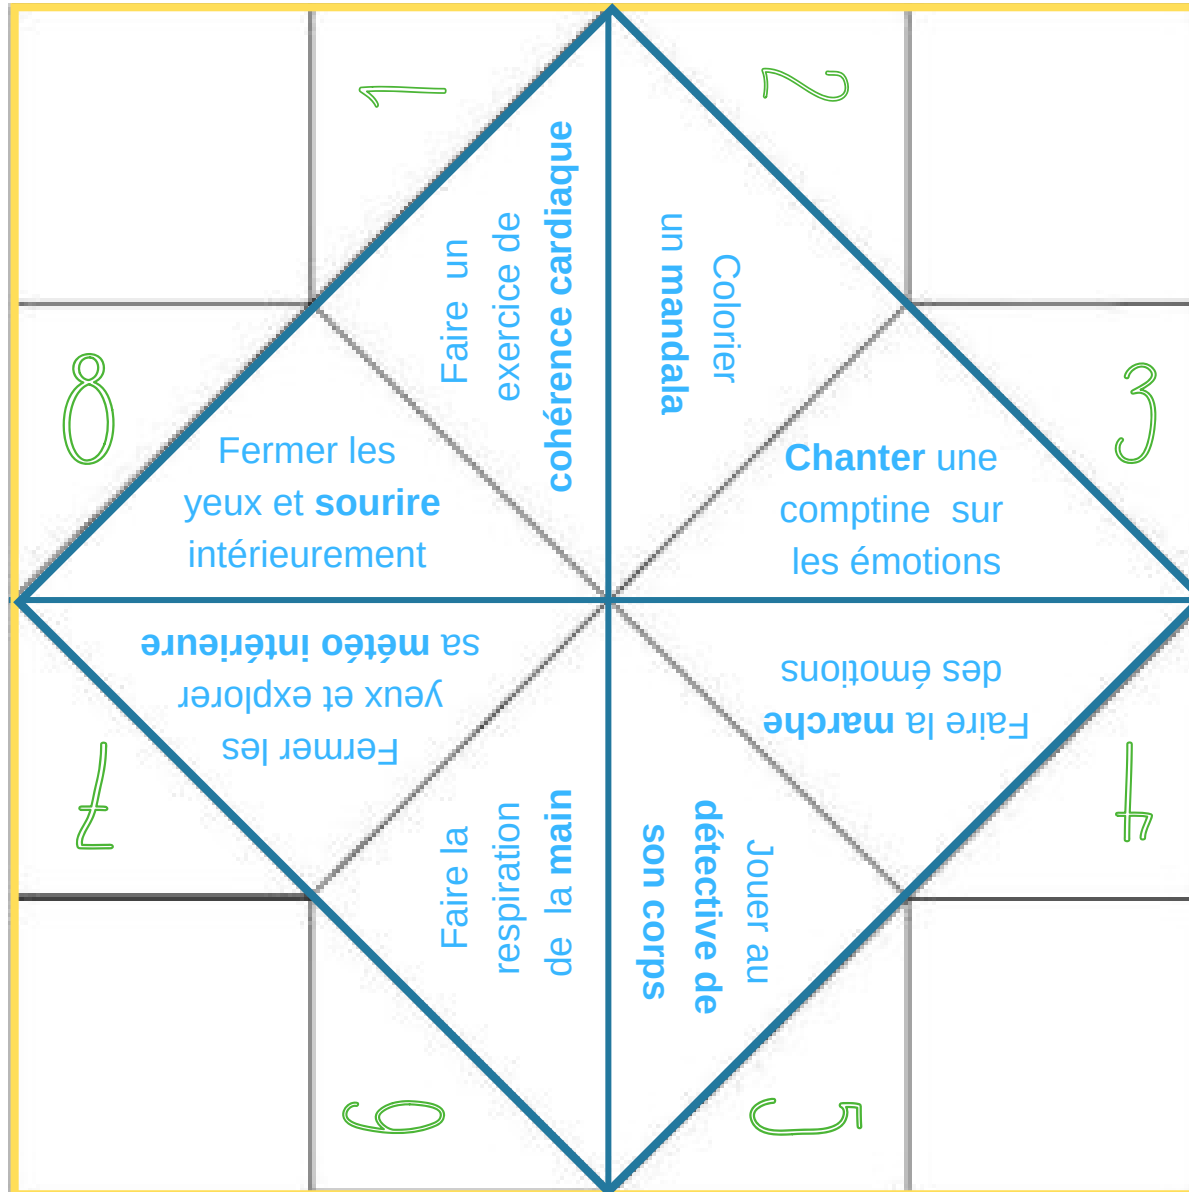 1
Faire un
exercice de
cohérence cardiaque
2
Colorier
un mandala
3
Chanter une
comptine sur
les émotions
4
Faire la marche
des émotions
5
Jouer au
détective de
son corps
6
Faire la
respiration
de la main
7
Fermer les
yeux et explorer
sa météo intérieure
8
Fermer les
yeux et sourire
intérieurement